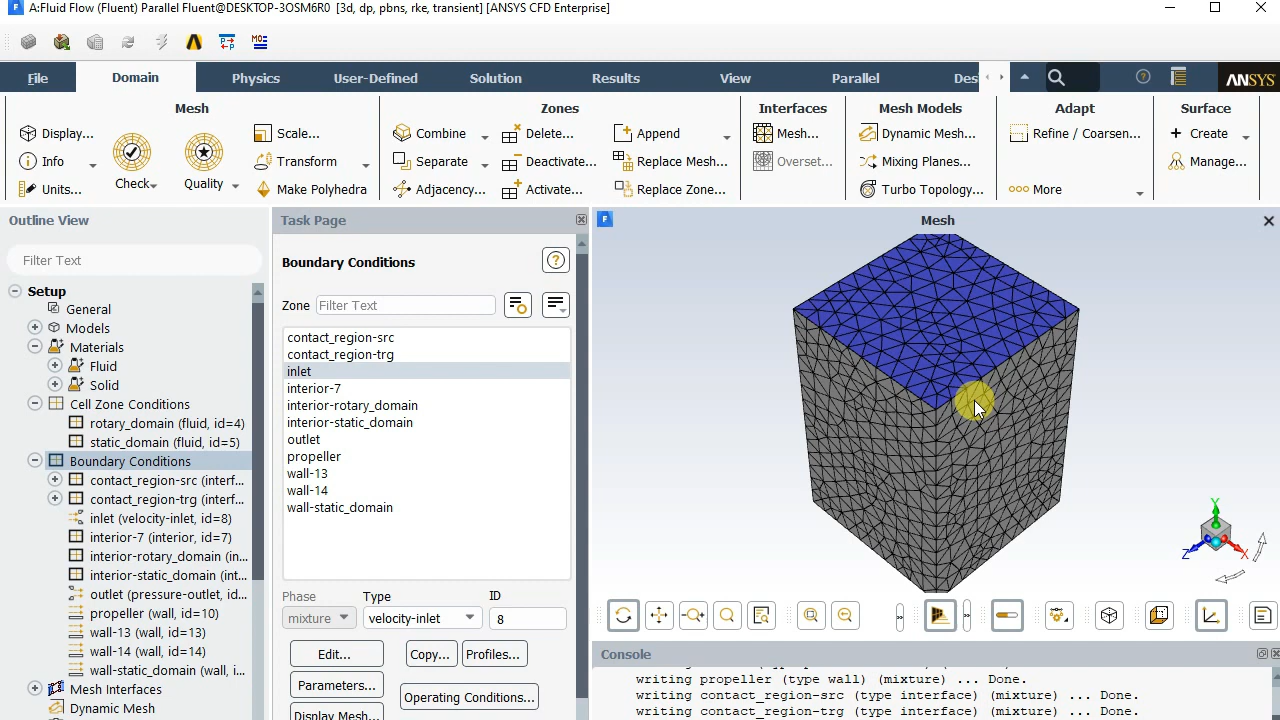 A:Fluid Flow (Fluent) Parallel Fluent@DESKTOP-3OSM6R0 [3d, dp, pbns, rke, transient] [ANSYS CFD Enterprise]
File Domain Physics User-Defined Solution Results View Parallel Des ANSYS
Mesh Zones Interfaces Mesh Models Adapt Surface
Display... Scale... Combine Delete... Append Mesh... Dynamic Mesh... Refine / Coarsen... Create
Info Transform Separate Deactivate... Replace Mesh... Overset... Mixing Planes... Manage...
Units... Check Quality Make Polyhedra Adjacency... Activate... Replace Zone... Turbo Topology... More
Outline View
Filter Text
Setup
General
Models
Materials
Fluid
Solid
Cell Zone Conditions
rotary_domain (fluid, id=4)
static_domain (fluid, id=5)
Boundary Conditions
contact_region-src (interf...
contact_region-trg (interf...
inlet (velocity-inlet, id=8)
interior-7 (interior, id=7)
interior-rotary_domain (in...
interior-static_domain (int...
outlet (pressure-outlet, id...
propeller (wall, id=10)
wall-13 (wall, id=13)
wall-14 (wall, id=14)
wall-static_domain (wall, i...
Mesh Interfaces
Dynamic Mesh
Task Page
Boundary Conditions
Zone Filter Text
contact_region-src
contact_region-trg
inlet
interior-7
interior-rotary_domain
interior-static_domain
outlet
propeller
wall-13
wall-14
wall-static_domain
Phase Type ID
mixture velocity-inlet 8
Edit... Copy... Profiles...
Parameters... Operating Conditions...
Display Mesh...
Mesh
Y
Z X
Console
writing propeller (type wall) (mixture) ... Done.
writing contact_region-src (type interface) (mixture) ... Done.
writing contact_region-trg (type interface) (mixture) ... Done.